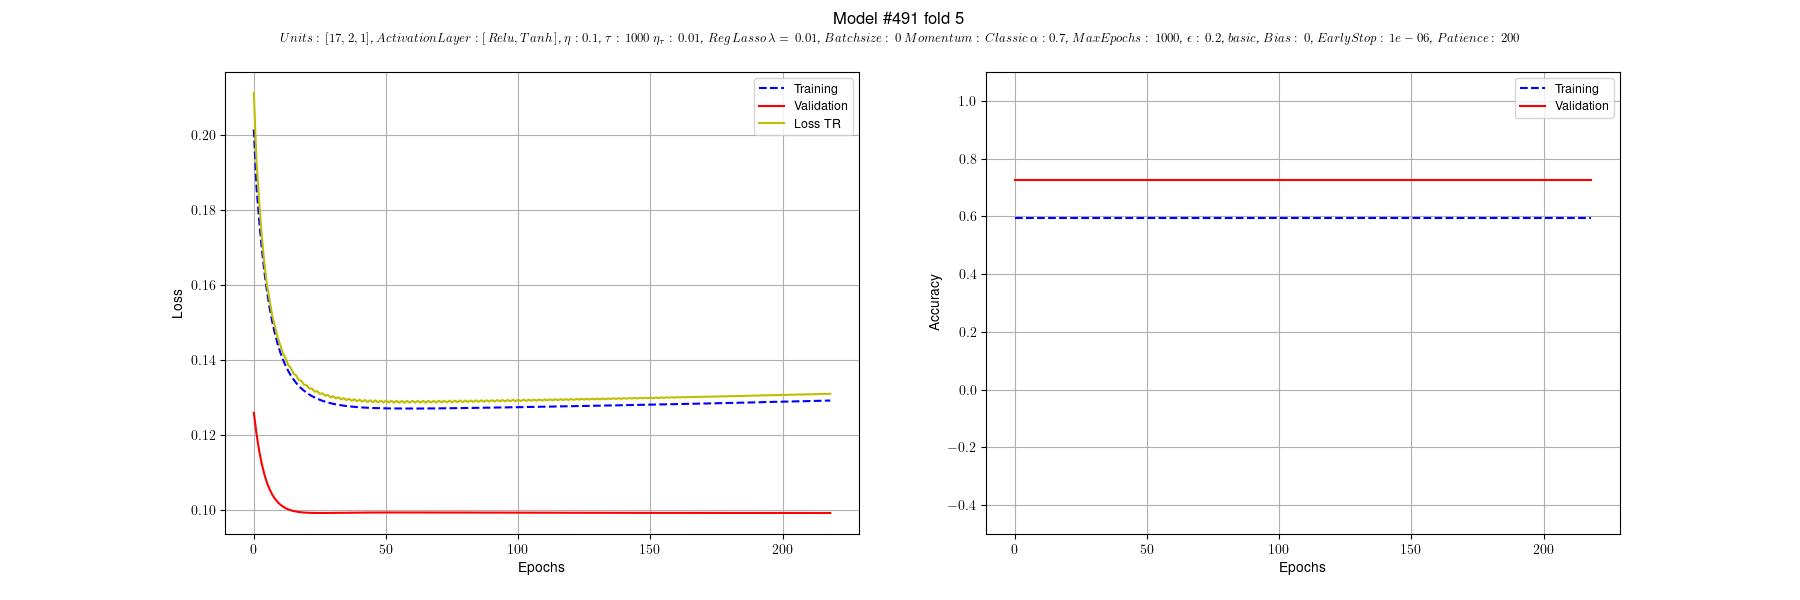 Model #491 fold 5
Units : [17, 2, 1], ActivationLayer : [Relu, Tanh], η : 0.1, τ : 1000 ητ : 0.01, Reg Lasso λ = 0.01, Batchsize : 0 Momentum : Classic α : 0.7, MaxEpochs : 1000, ϵ : 0.2, basic, Bias : 0, EarlyStop : 1e − 06, Patience : 200
Loss
0.20
0.18
0.16
0.14
0.12
0.10
Training
Validation
Loss TR
0
50
100
150
200
Epochs
Accuracy
1.0
0.8
0.6
0.4
0.2
0.0
−0.2
−0.4
Training
Validation
0
50
100
150
200
Epochs